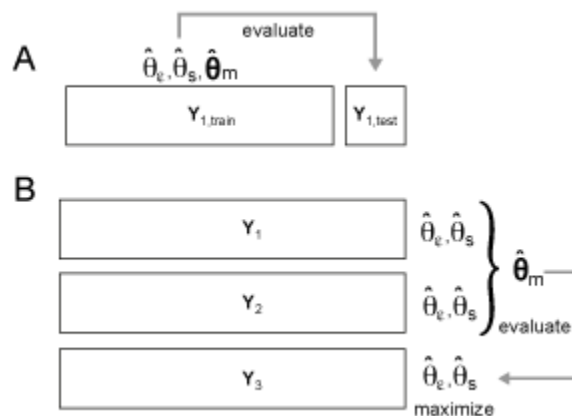 evaluate
A
θ̂ε,θ̂s,θ̂m
Y1,train Y1,test
B
Y1 θ̂ε,θ̂s
θ̂m
Y2 θ̂ε,θ̂s
evaluate
Y3 θ̂ε,θ̂s
maximize